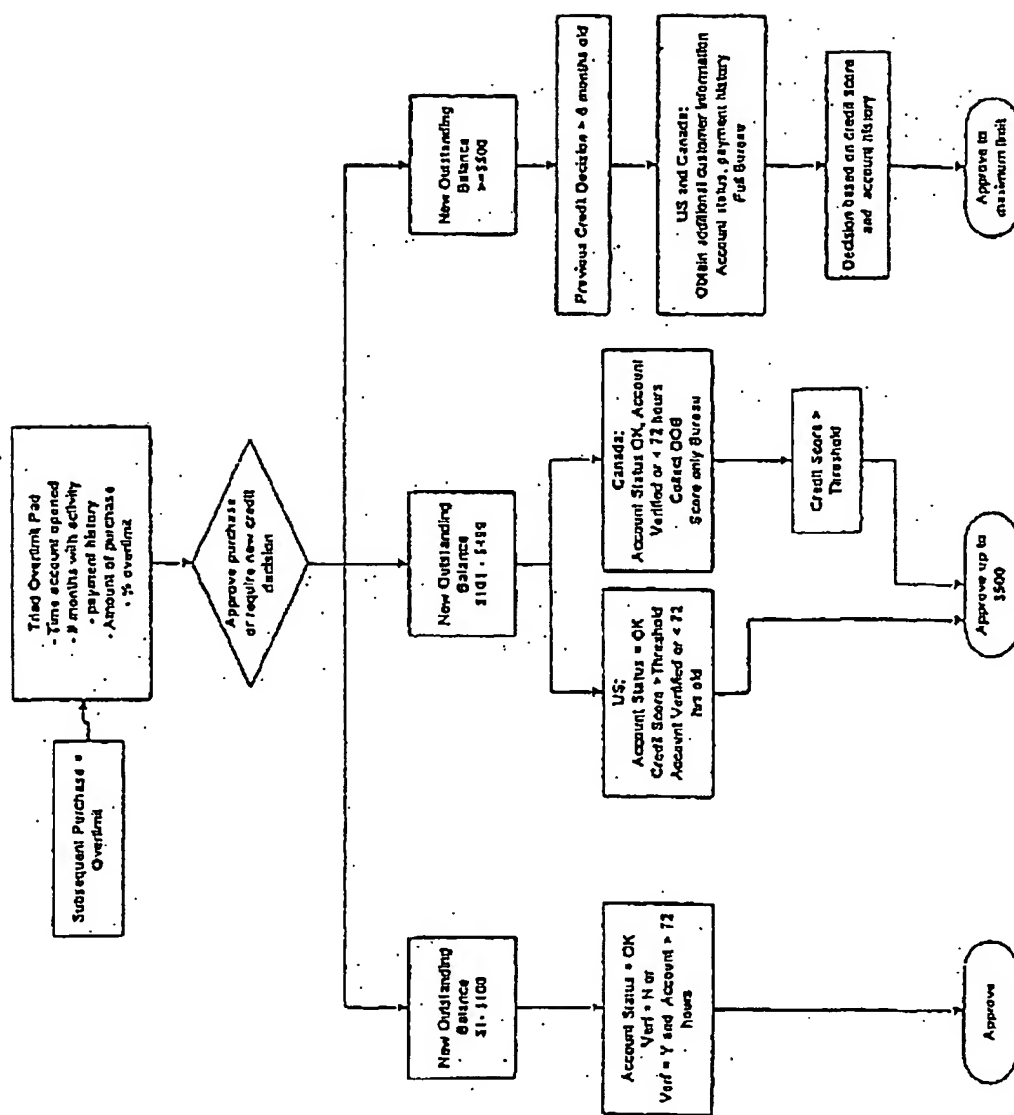 Subsequent Purchase =
Overlimit
Triad Overlimit Pad
- Time account opened
- # months with activity
- payment history
- Amount of purchase
- % overlimit
Approve purchase
or require new credit
decision
New Outstanding
Balance
$1 - $100
Account Status = OK
Verf = N or
Verf = Y and Account > 72
hours
Approve
New Outstanding
Balance
$101 - $499
US:
Account Status = OK
Credit Score > Threshold
Account Verified or < 72
hrs old
Canada:
Account Status OK, Account
Verified or < 72 hours
Collect DOB
Score only Bureau
Credit Score >
Threshold
Approve up to
$500
New Outstanding
Balance
>=$500
Previous Credit Decision > 6 months old
US and Canada:
Obtain additional customer information
Account status, payment history
Full Bureau
Decision based on credit score
and account history
Approve to
maximum limit